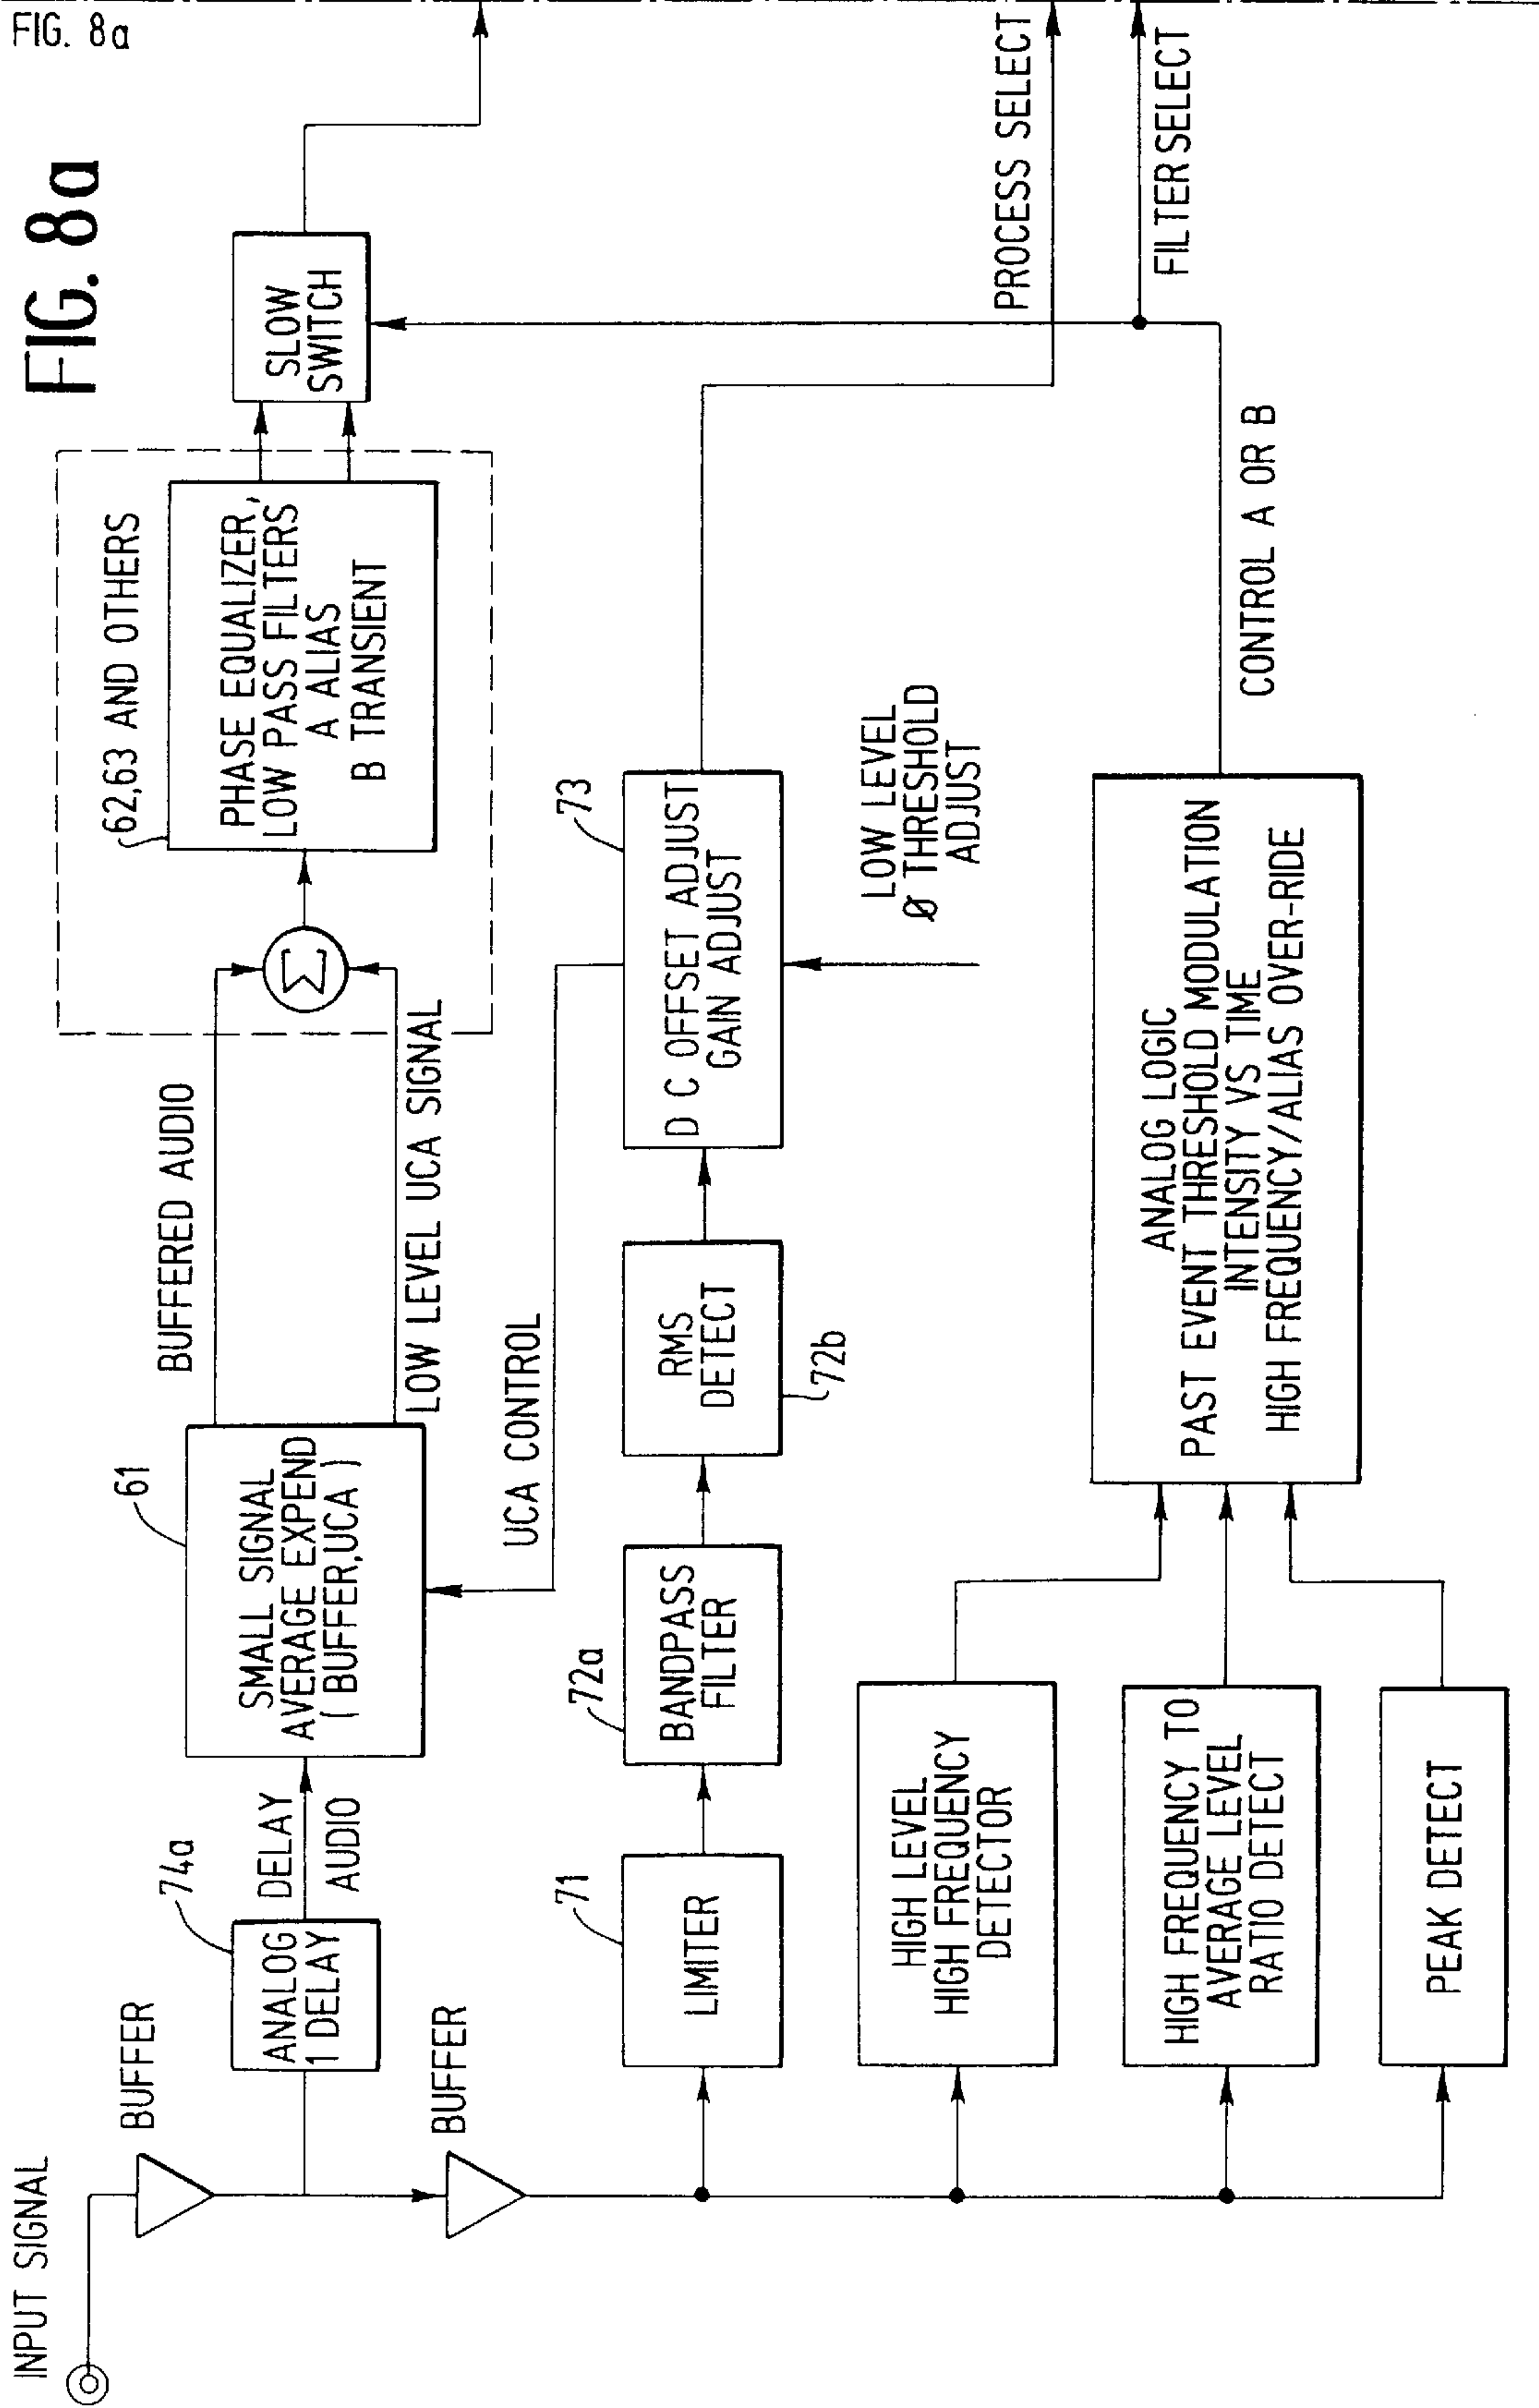 FIG. 8a
FIG. 8a
INPUT SIGNAL
BUFFER
74a
ANALOG
1 DELAY
DELAY
AUDIO
61
SMALL SIGNAL
AVERAGE EXPEND
( BUFFER,UCA )
BUFFERED AUDIO
LOW LEVEL UCA SIGNAL
Σ
62,63 AND OTHERS
PHASE EQUALIZER,
LOW PASS FILTERS
A ALIAS
B TRANSIENT
SLOW
SWITCH
BUFFER
UCA CONTROL
71
LIMITER
72a
BANDPASS
FILTER
RMS
DETECT
72b
73
D C OFFSET ADJUST
GAIN ADJUST
LOW LEVEL
Ø THRESHOLD
ADJUST
PROCESS SELECT
FILTER SELECT
HIGH LEVEL
HIGH FREQUENCY
DETECTOR
HIGH FREQUENCY TO
AVERAGE LEVEL
RATIO DETECT
PEAK DETECT
ANALOG LOGIC
PAST EVENT THRESHOLD MODULATION
INTENSITY VS TIME
HIGH FREQUENCY/ALIAS OVER-RIDE
CONTROL A OR B